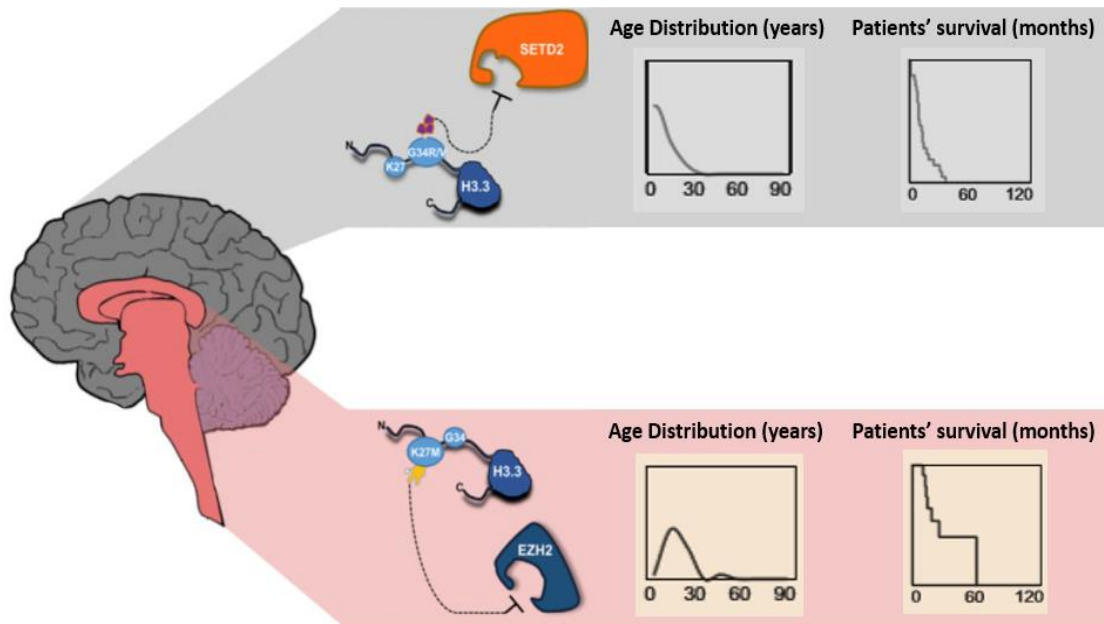 Age Distribution (years)
Patients’ survival (months)
SETD2
N
K27
G34R/V
H3.3
C
0 30 60 90
0 60 120
Age Distribution (years)
Patients’ survival (months)
N
G34
K27M
H3.3
C
EZH2
0 30 60 90
0 60 120